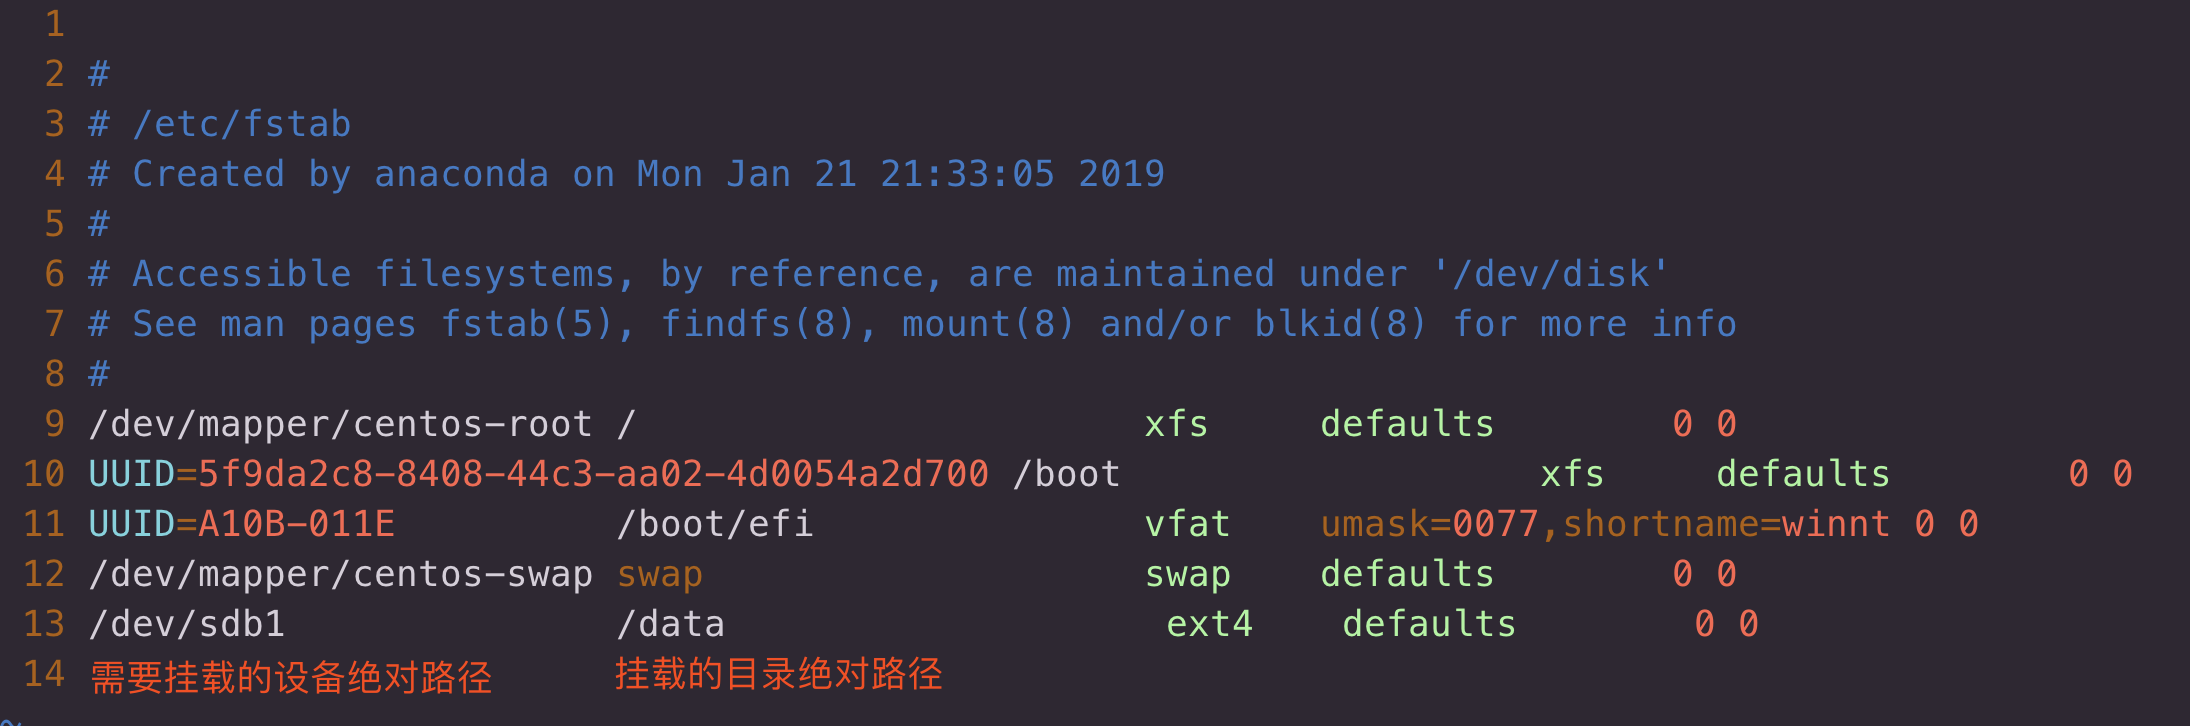 1
2 #
3 # /etc/fstab
4 # Created by anaconda on Mon Jan 21 21:33:05 2019
5 #
6 # Accessible filesystems, by reference, are maintained under '/dev/disk'
7 # See man pages fstab(5), findfs(8), mount(8) and/or blkid(8) for more info
8 #
9 /dev/mapper/centos-root / xfs defaults 0 0
10 UUID=5f9da2c8-8408-44c3-aa02-4d0054a2d700 /boot xfs defaults 0 0
11 UUID=A10B-011E /boot/efi vfat umask=0077,shortname=winnt 0 0
12 /dev/mapper/centos-swap swap swap defaults 0 0
13 /dev/sdb1 /data ext4 defaults 0 0
14 需要挂载的设备绝对路径 挂载的目录绝对路径
~